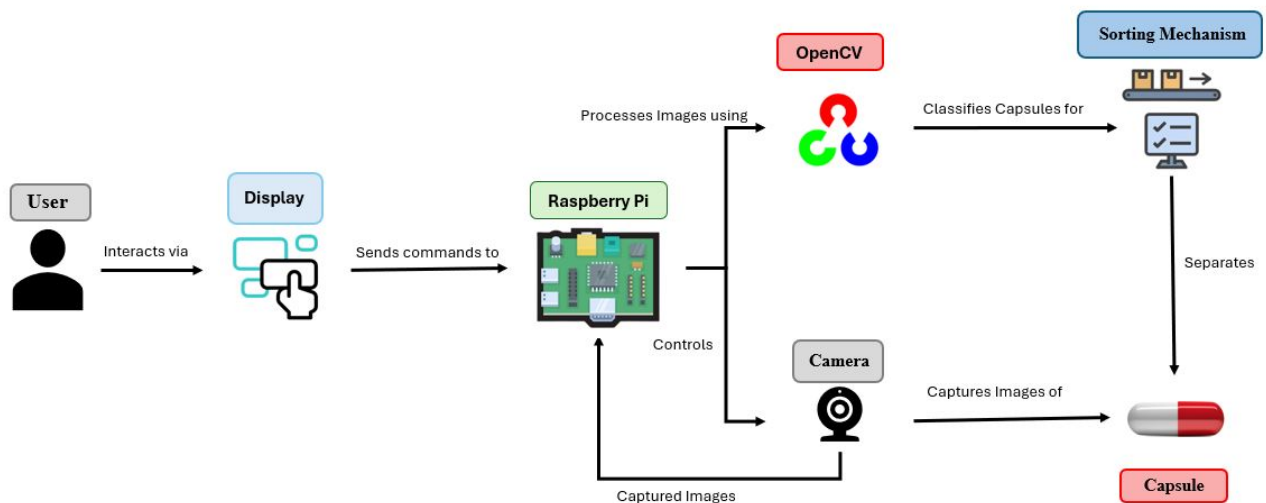 Sorting Mechanism
OpenCV
Processes Images using
Classifies Capsules for
User
Display
Raspberry Pi
Interacts via
Sends commands to
Separates
Controls
Camera
Captures Images of
Captured Images
Capsule